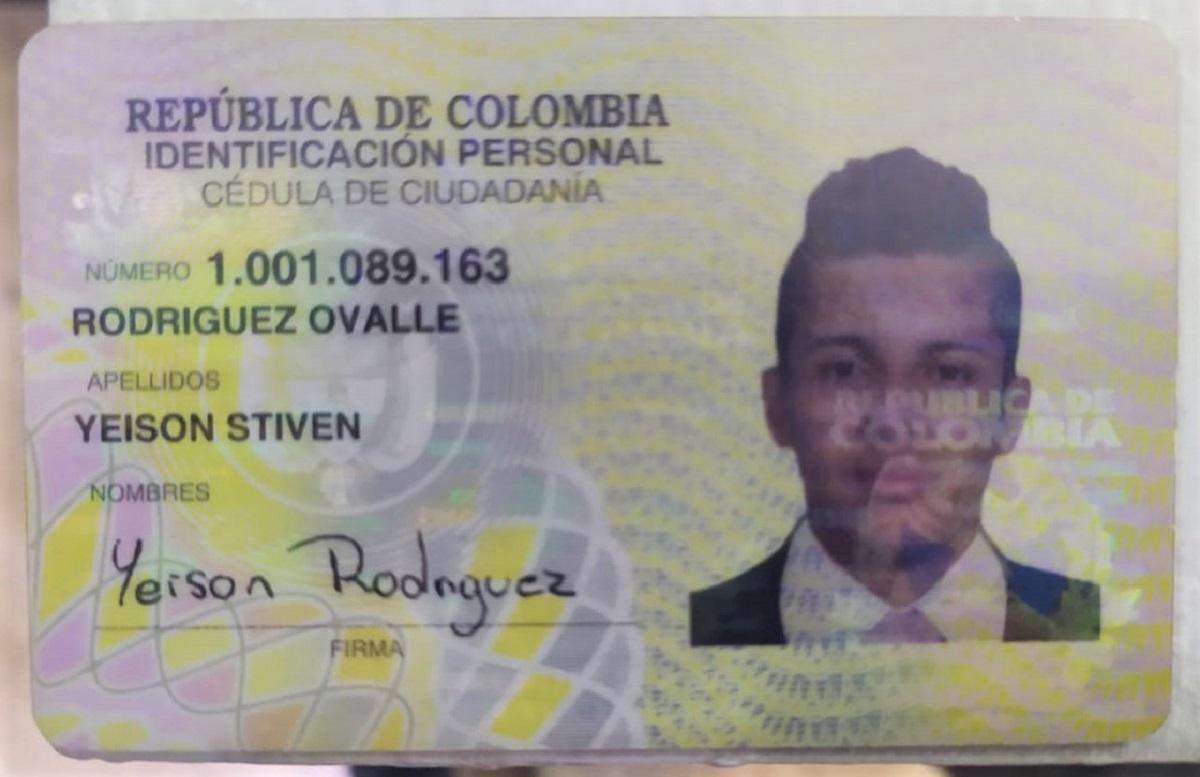 REPÚBLICA DE COLOMBIA
IDENTIFICACIÓN PERSONAL
CÉDULA DE CIUDADANÍA
NÚMERO 1.001.089.163
RODRIGUEZ OVALLE
APELLIDOS
YEISON STIVEN
NOMBRES
Yeison Rodriguez
FIRMA
REPUBLICA DE
COLOMBIA